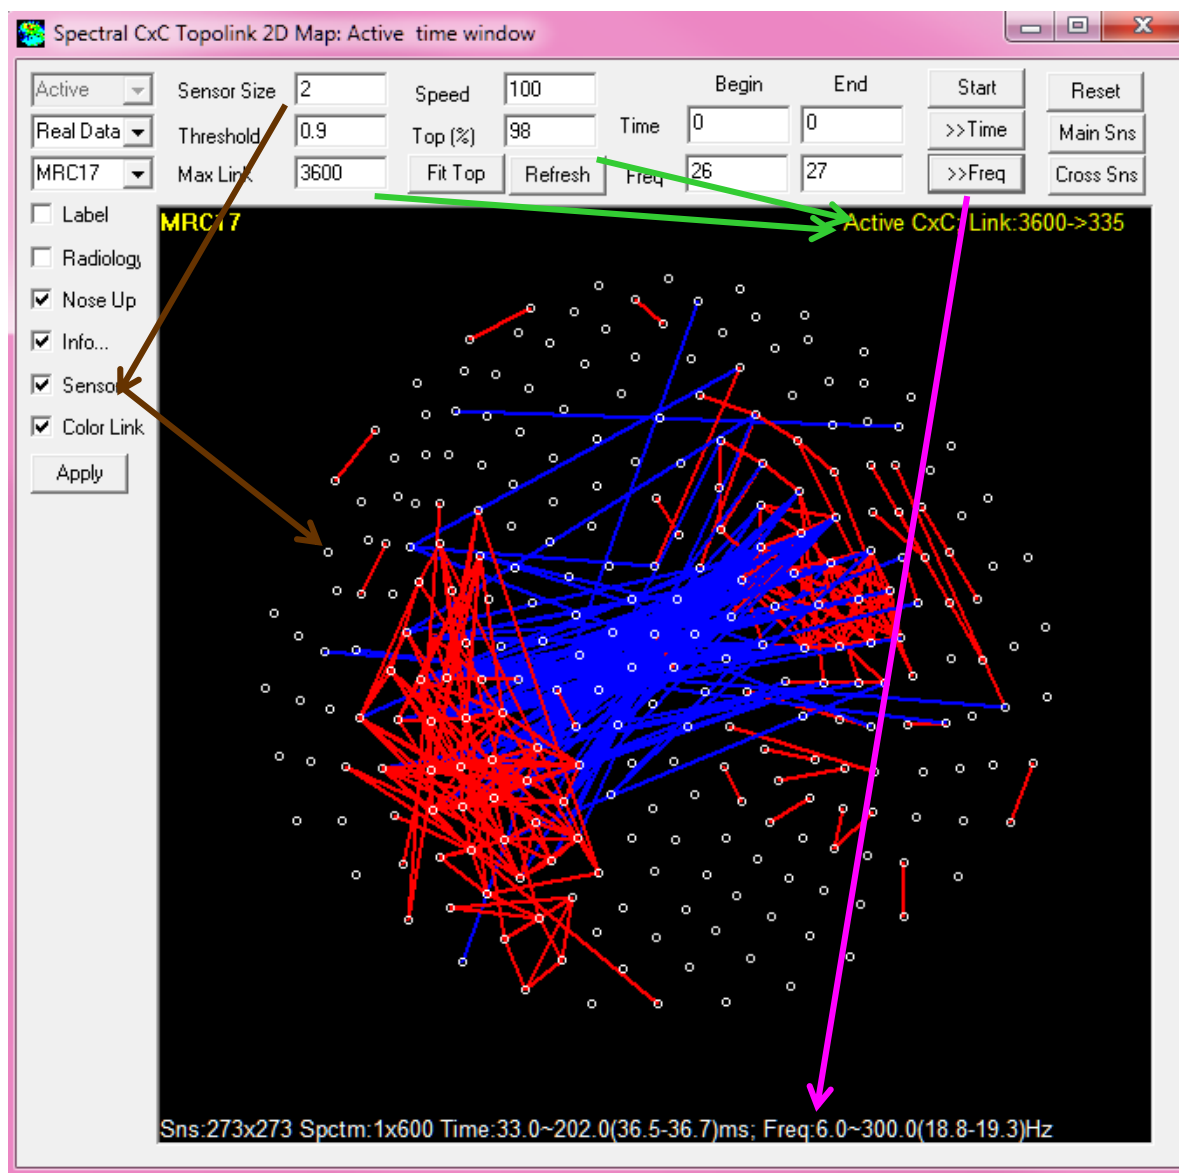 Spectral CxC Topolink 2D Map: Active time window
Active Sensor Size 2 Speed 100 Begin End Start Reset
Real Data Threshold 0.9 Top (%) 98 Time 0 0 >>Time Main Sns
MRC17 Max Link 3600 Fit Top Refresh Freq 26 27 >>Freq Cross Sns
Label
Radiology
Nose Up
Info...
Sensor
Color Link
Apply
MRC17
Active CxC: Link:3600->335
Sns:273x273 Spctm:1x600 Time:33.0~202.0(36.5-36.7)ms; Freq:6.0~300.0(18.8-19.3)Hz